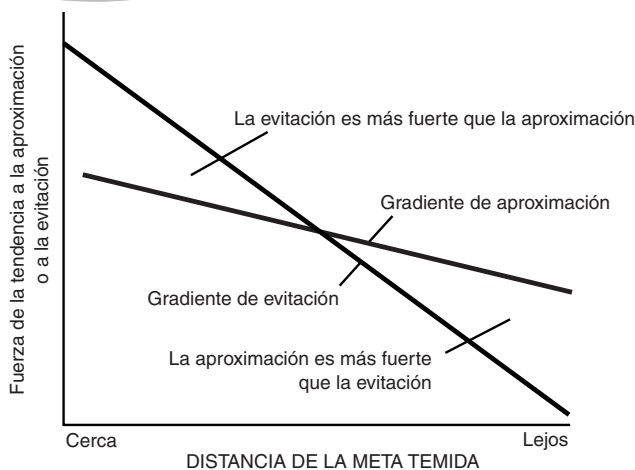 Fuerza de la tendencia a la aproximación
o a la evitación
La evitación es más fuerte que la aproximación
Gradiente de aproximación
Gradiente de evitación
La aproximación es más fuerte
que la evitación
Cerca
Lejos
DISTANCIA DE LA META TEMIDA